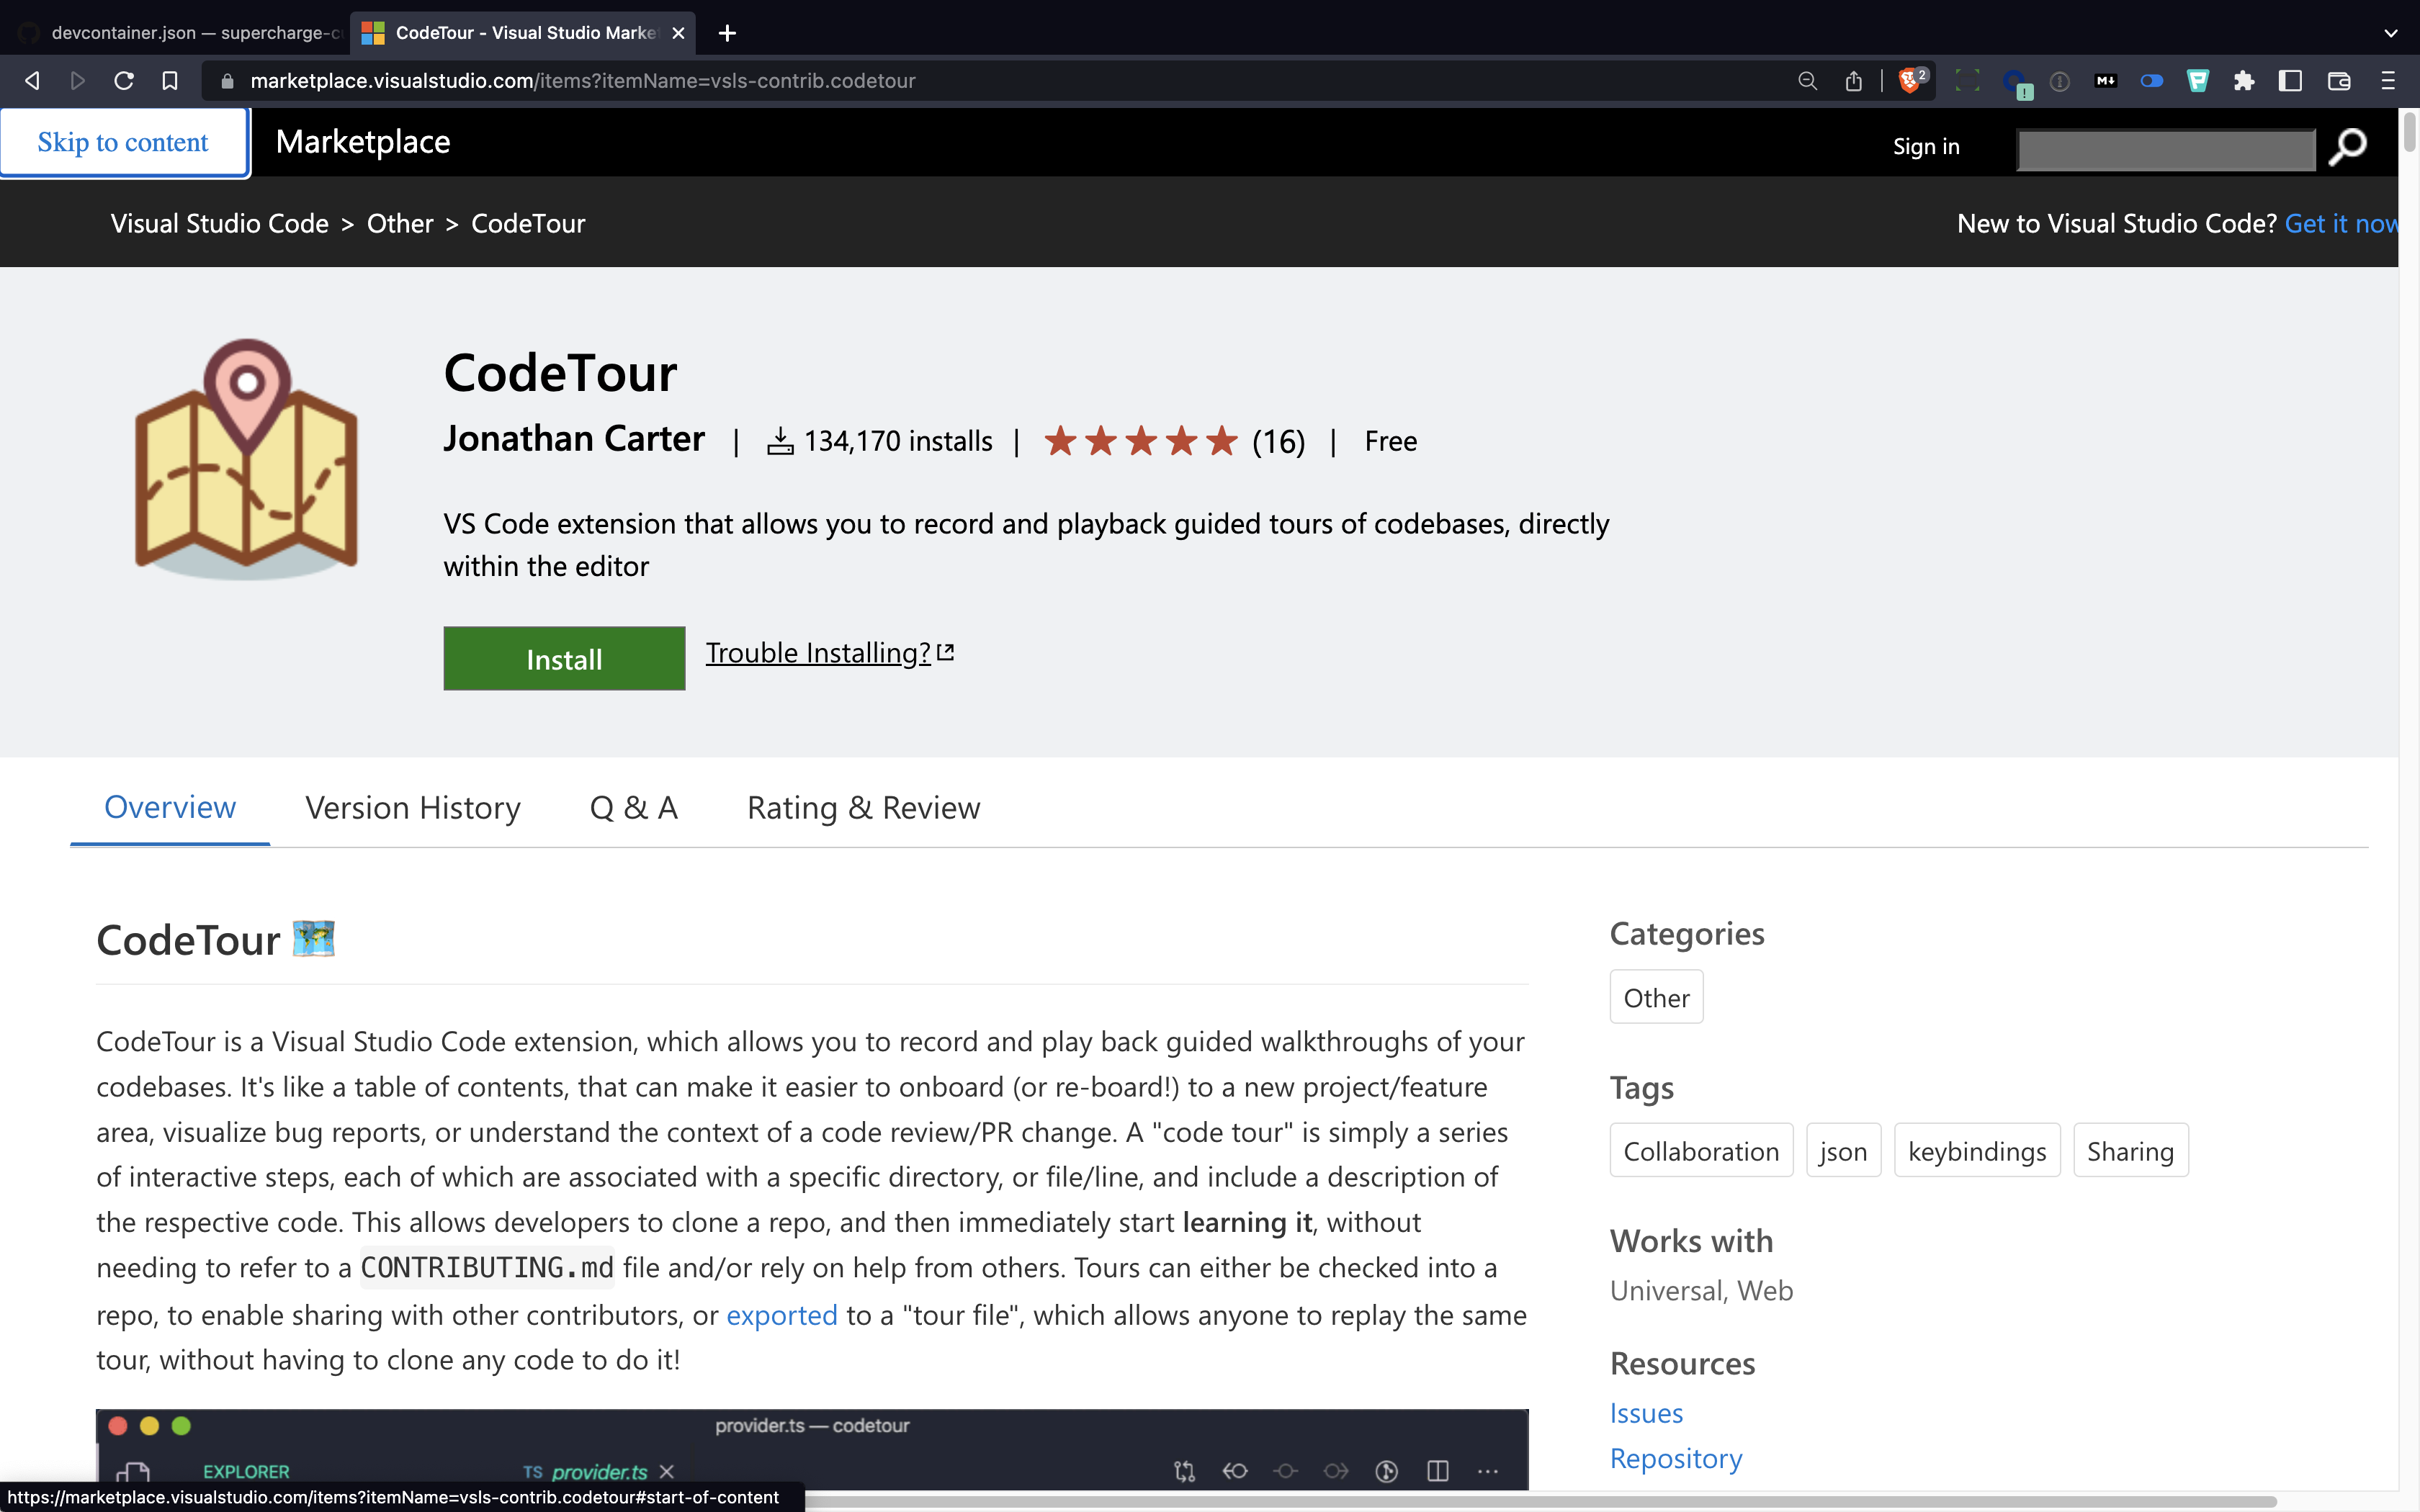 devcontainer.json — supercharge-c
CodeTour - Visual Studio Marke
marketplace.visualstudio.com/items?itemName=vsls-contrib.codetour
2
M
Skip to content
Marketplace
Sign in
Visual Studio Code > Other > CodeTour
New to Visual Studio Code? Get it now
CodeTour
Jonathan Carter | 134,170 installs | (16) | Free
VS Code extension that allows you to record and playback guided tours of codebases, directly
within the editor
Install
Trouble Installing?
Overview
Version History
Q & A
Rating & Review
CodeTour
CodeTour is a Visual Studio Code extension, which allows you to record and play back guided walkthroughs of your
codebases. It's like a table of contents, that can make it easier to onboard (or re-board!) to a new project/feature
area, visualize bug reports, or understand the context of a code review/PR change. A "code tour" is simply a series
of interactive steps, each of which are associated with a specific directory, or file/line, and include a description of
the respective code. This allows developers to clone a repo, and then immediately start learning it, without
needing to refer to a CONTRIBUTING.md file and/or rely on help from others. Tours can either be checked into a
repo, to enable sharing with other contributors, or exported to a "tour file", which allows anyone to replay the same
tour, without having to clone any code to do it!
provider.ts — codetour
EXPLORER
TS provider.ts
Categories
Other
Tags
Collaboration
json
keybindings
Sharing
Works with
Universal, Web
Resources
Issues
Repository
https://marketplace.visualstudio.com/items?itemName=vsls-contrib.codetour#start-of-content